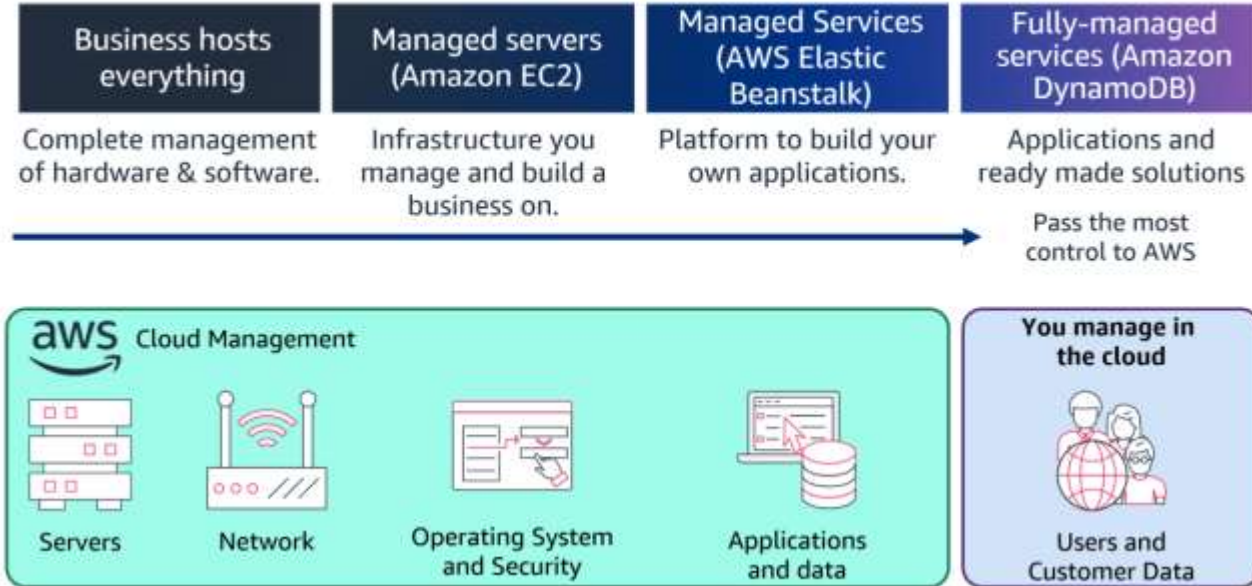 Business hosts
everything
Managed servers
(Amazon EC2)
Managed Services
(AWS Elastic
Beanstalk)
Fully-managed
services (Amazon
DynamoDB)
Complete management
of hardware & software.
Infrastructure you
manage and build a
business on.
Platform to build your
own applications.
Applications and
ready made solutions
Pass the most
control to AWS
aws Cloud Management
Servers
Network
Operating System
and Security
Applications
and data
You manage in
the cloud
Users and
Customer Data